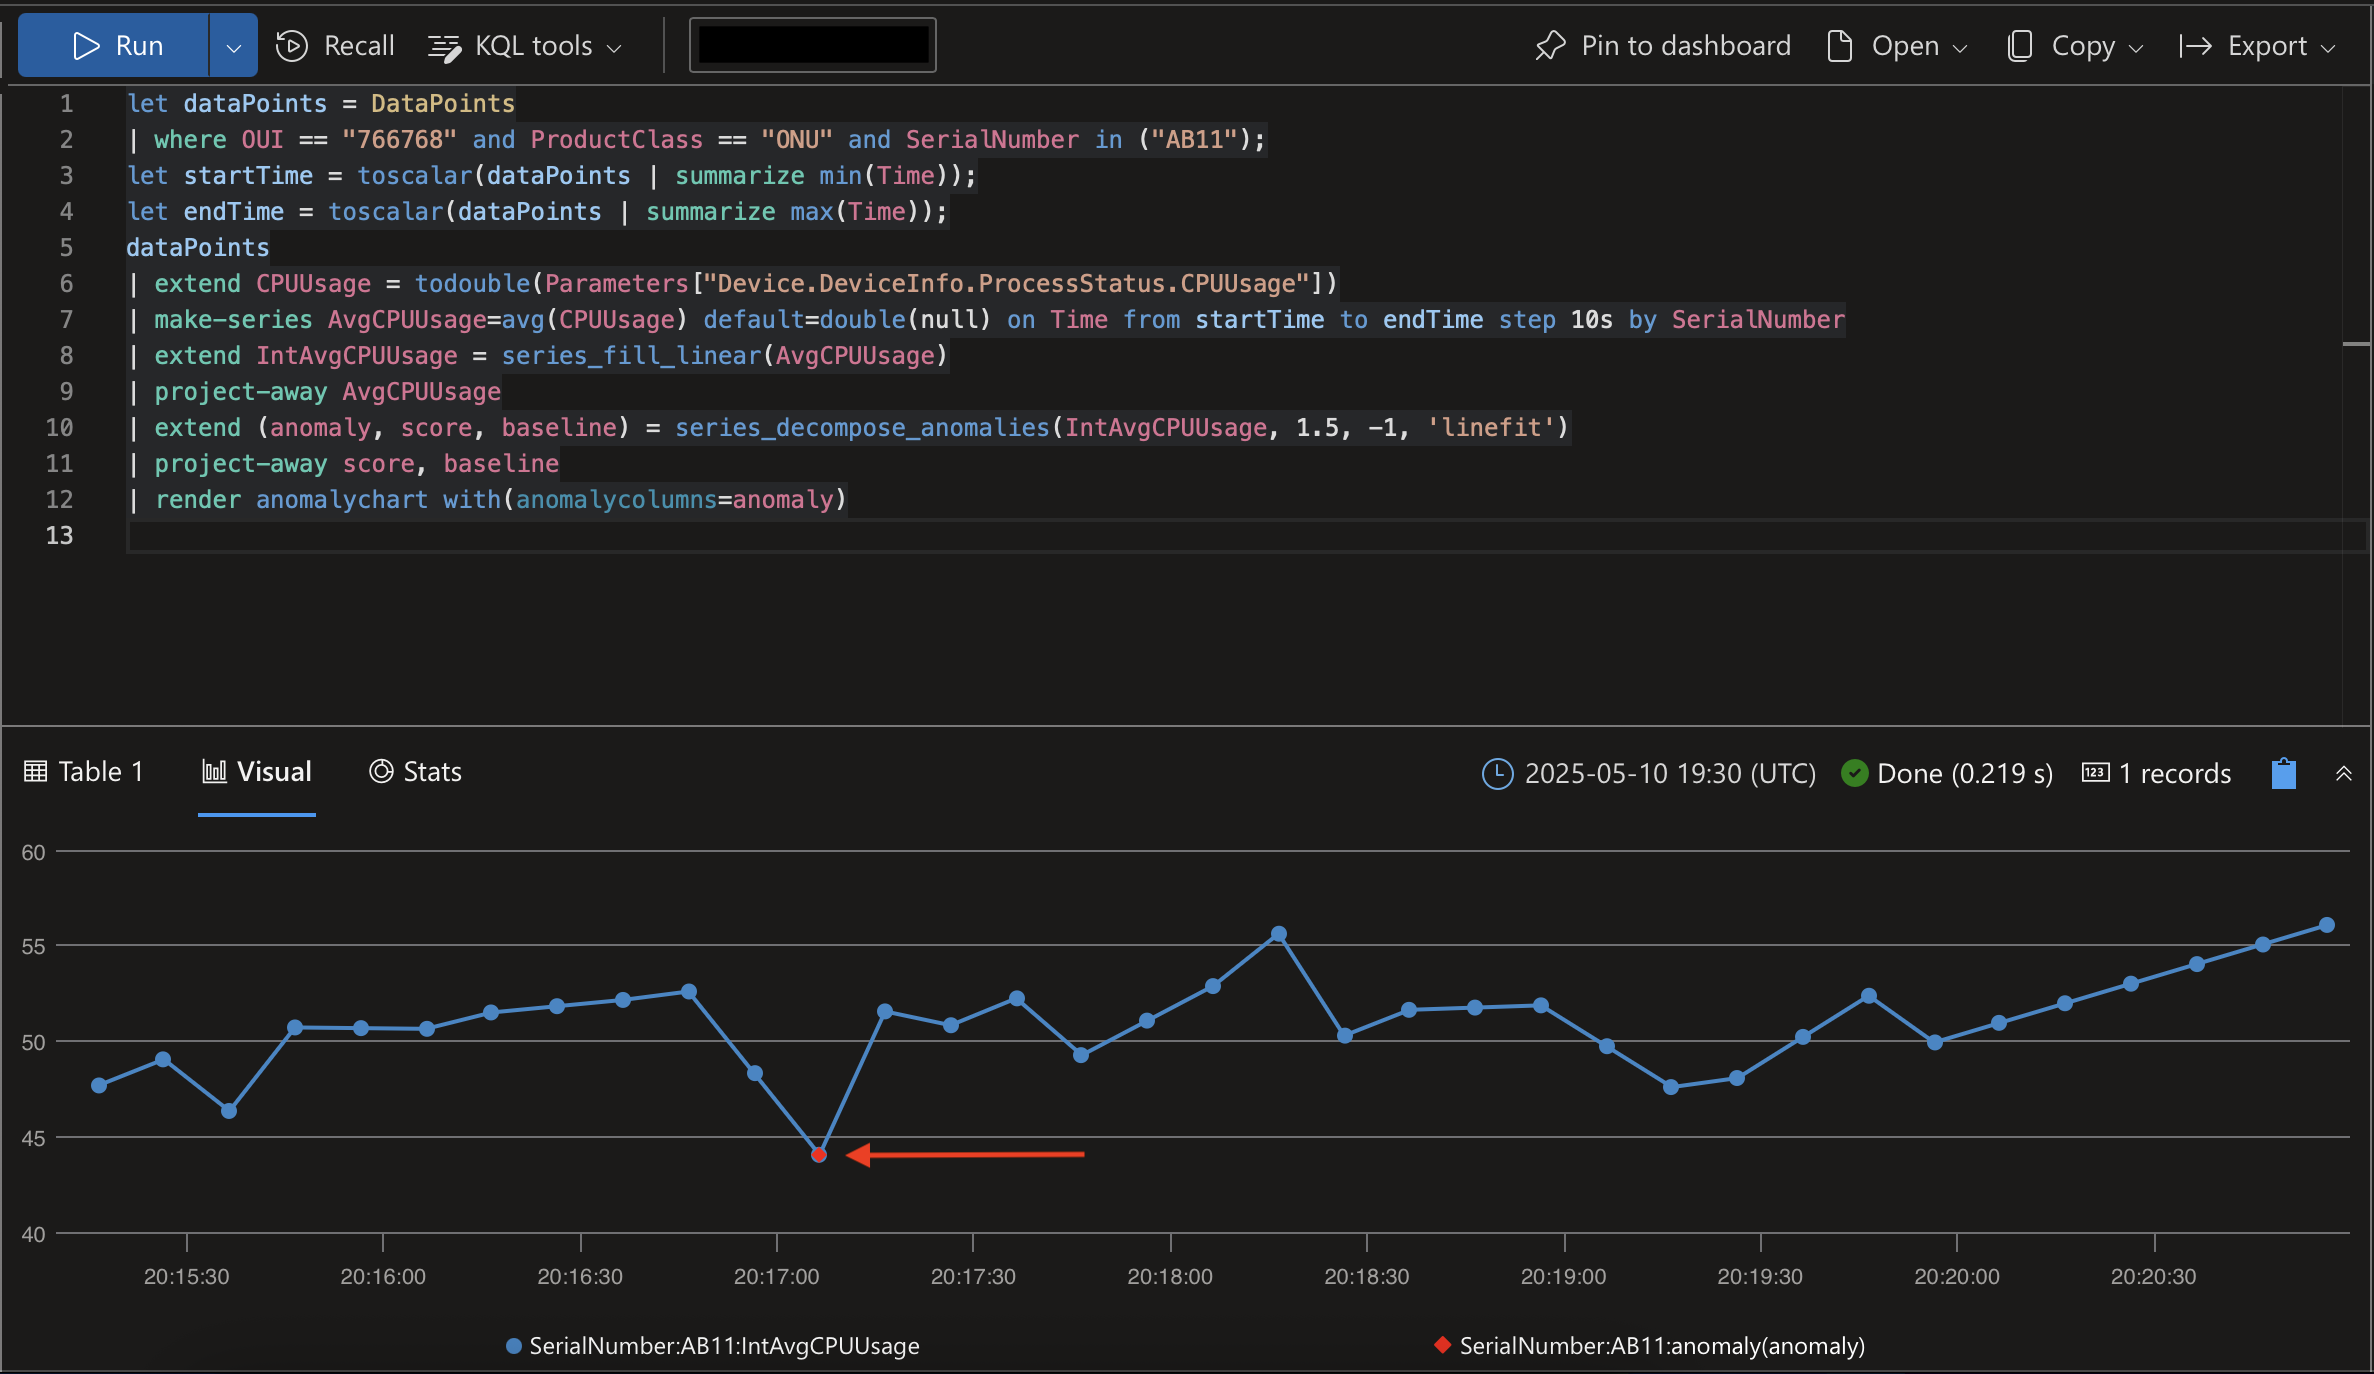 Run Recall KQL tools Pin to dashboard Open Copy Export
1 let dataPoints = DataPoints
2 | where OUI == "766768" and ProductClass == "ONU" and SerialNumber in ("AB11");
3 let startTime = toscalar(dataPoints | summarize min(Time));
4 let endTime = toscalar(dataPoints | summarize max(Time));
5 dataPoints
6 | extend CPUUsage = todouble(Parameters["Device.DeviceInfo.ProcessStatus.CPUUsage"])
7 | make-series AvgCPUUsage=avg(CPUUsage) default=double(null) on Time from startTime to endTime step 10s by SerialNumber
8 | extend IntAvgCPUUsage = series_fill_linear(AvgCPUUsage)
9 | project-away AvgCPUUsage
10 | extend (anomaly, score, baseline) = series_decompose_anomalies(IntAvgCPUUsage, 1.5, -1, 'linefit')
11 | project-away score, baseline
12 | render anomalychart with(anomalycolumns=anomaly)
13
Table 1 Visual Stats 2025-05-10 19:30 (UTC) Done (0.219 s) 123 1 records
60
55
50
45
40
20:15:30 20:16:00 20:16:30 20:17:00 20:17:30 20:18:00 20:18:30 20:19:00 20:19:30 20:20:00 20:20:30
SerialNumber:AB11:IntAvgCPUUsage SerialNumber:AB11:anomaly(anomaly)